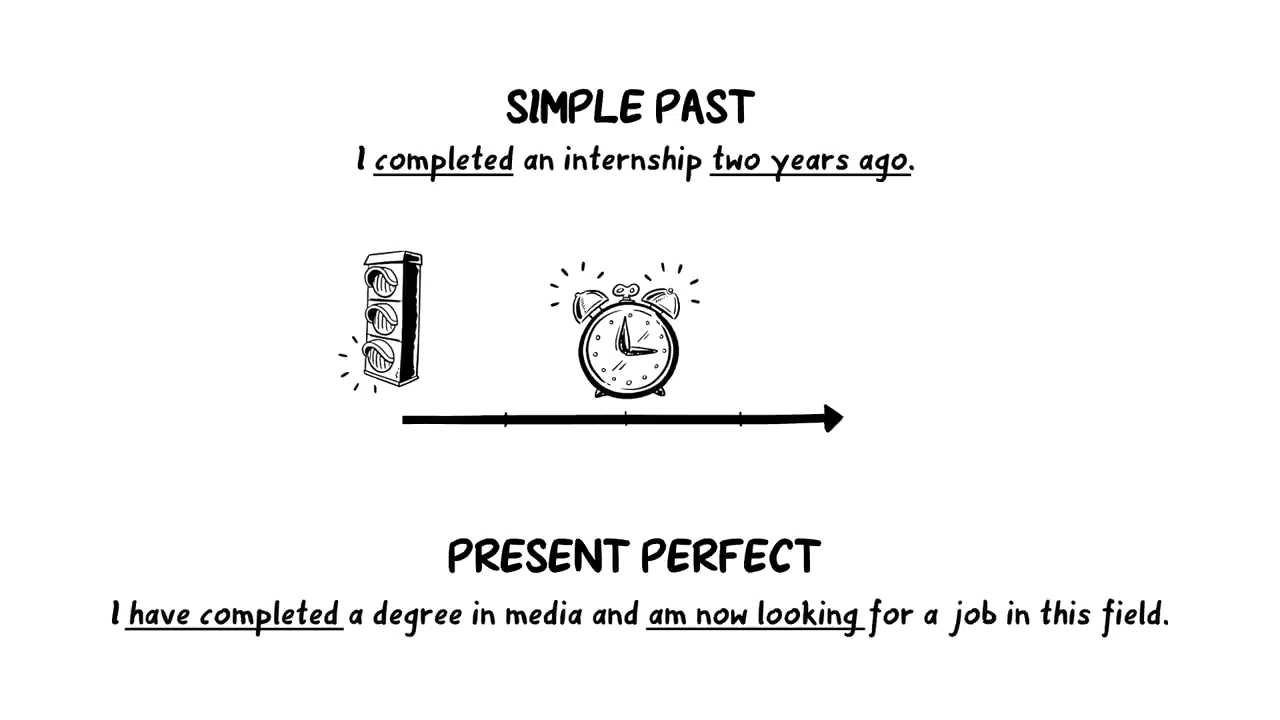 SIMPLE PAST
I completed an internship two years ago.
PRESENT PERFECT
I have completed a degree in media and am now looking for a job in this field.